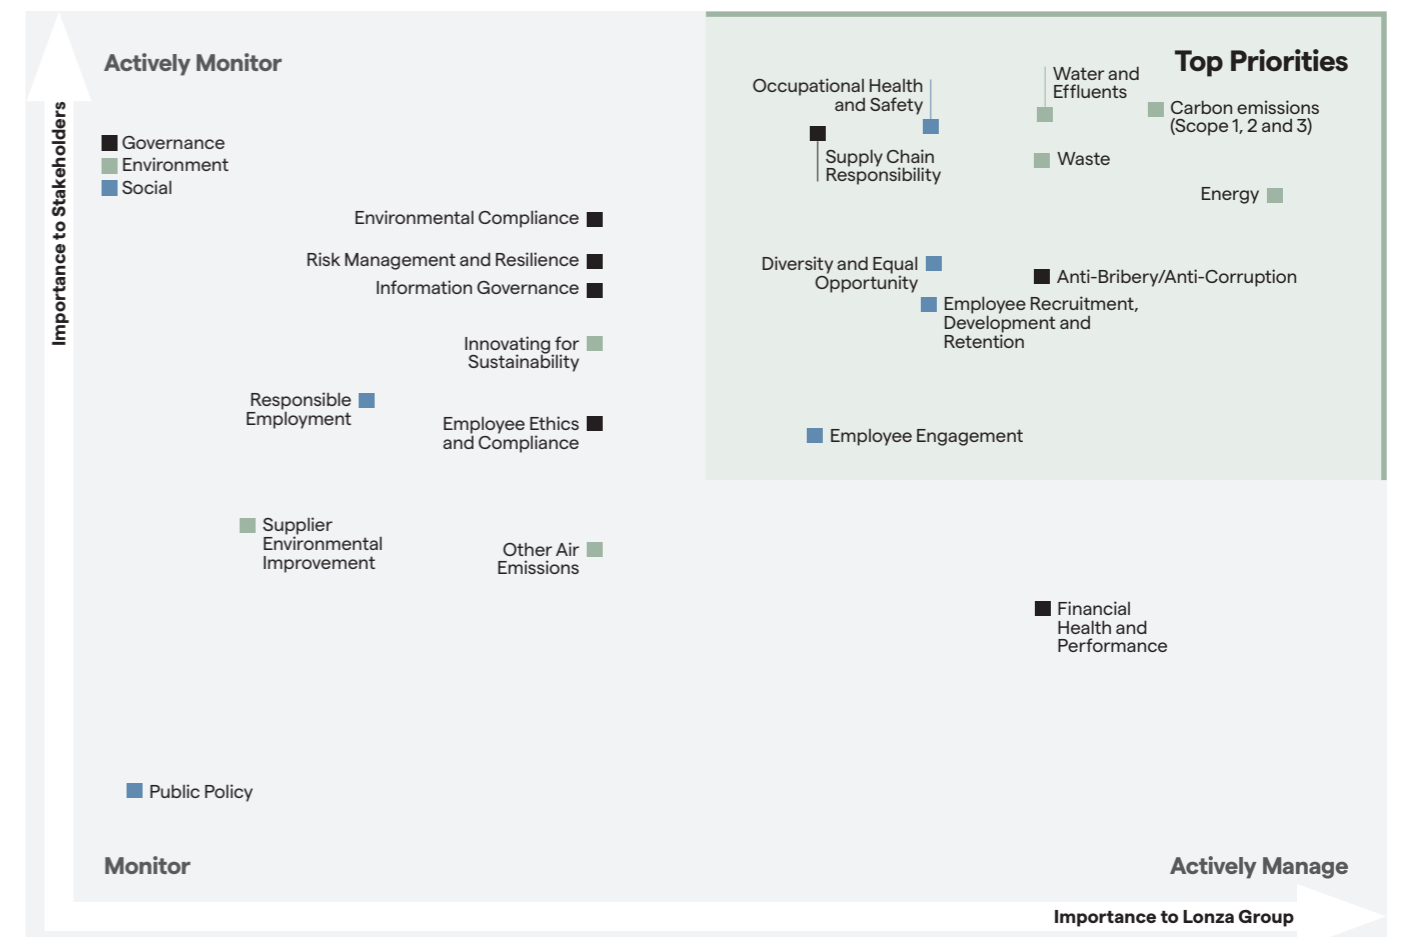 Actively Monitor
Top Priorities
Importance to Stakeholders
Governance
Environment
Social
Occupational Health
and Safety
Water and
Effluents
Carbon emissions
(Scope 1, 2 and 3)
Supply Chain
Responsibility
Waste
Energy
Environmental Compliance
Risk Management and Resilience
Information Governance
Diversity and Equal
Opportunity
Anti-Bribery/Anti-Corruption
Employee Recruitment,
Development and
Retention
Innovating for
Sustainability
Responsible
Employment
Employee Ethics
and Compliance
Employee Engagement
Supplier
Environmental
Improvement
Other Air
Emissions
Financial
Health and
Performance
Public Policy
Monitor
Actively Manage
Importance to Lonza Group